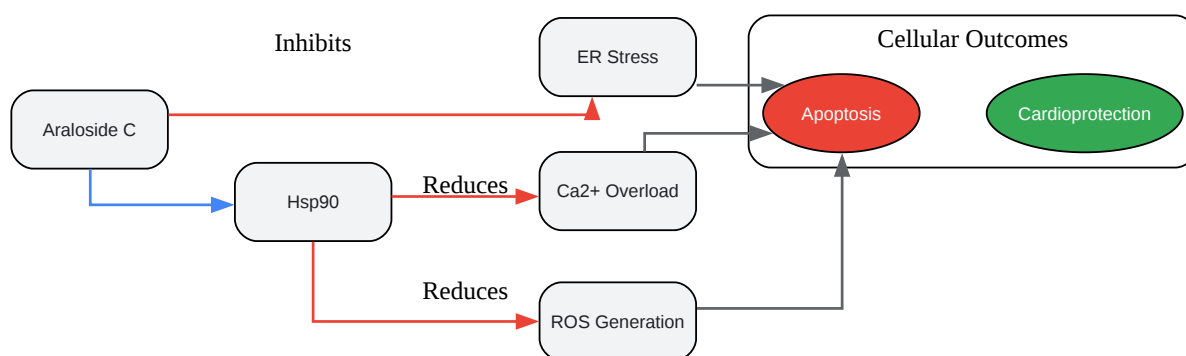 Inhibits
ER Stress
Cellular Outcomes
Araloside C
Apoptosis
Cardioprotection
Hsp90
Reduces
Ca2+ Overload
Reduces
ROS Generation